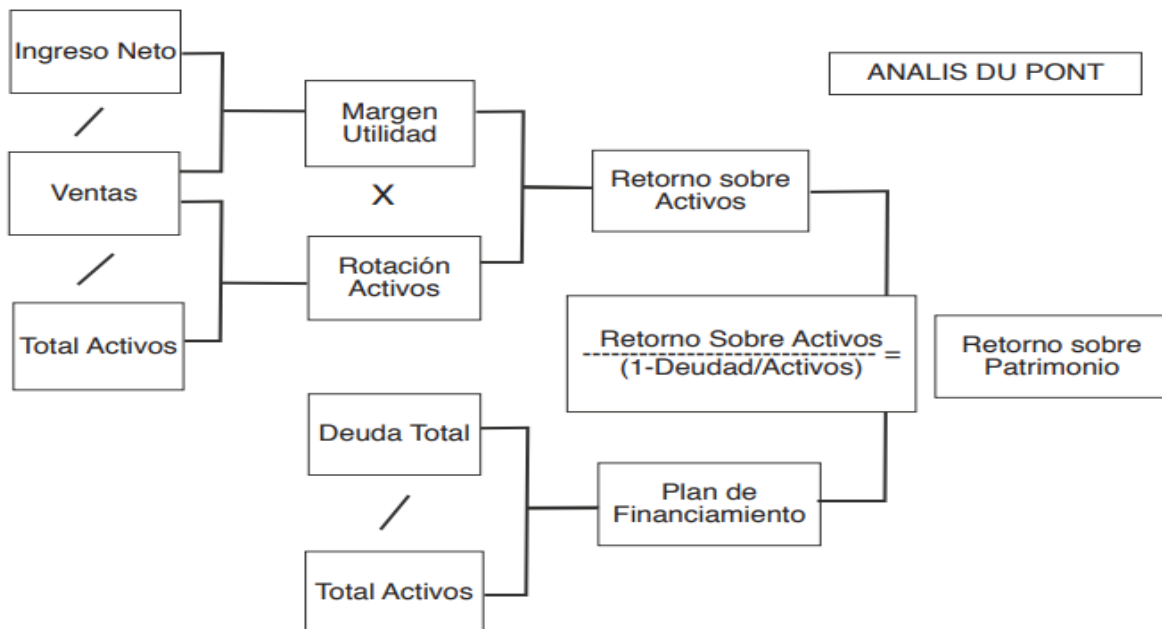 Ingreso Neto
/
Ventas
/
Total Activos
Margen
Utilidad
X
Rotación
Activos
ANALIS DU PONT
Retorno sobre
Activos
Retorno Sobre Activos
--------------------------------- =
(1-Deudad/Activos)
Retorno sobre
Patrimonio
Deuda Total
/
Total Activos
Plan de
Financiamiento